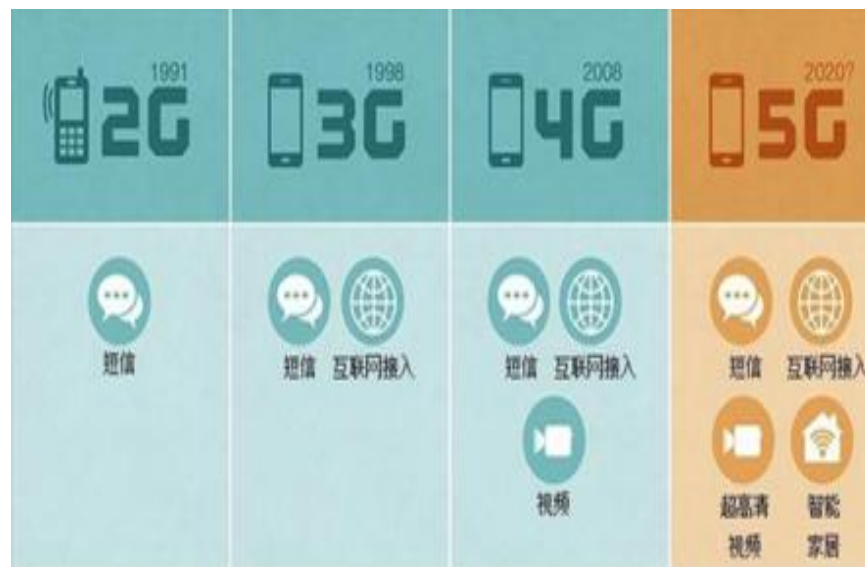 1991
2G
1998
3G
2008
4G
2020?
5G
短信
短信 互联网接入
短信 互联网接入
视频
短信 互联网接入
超高清
视频
智能
家居